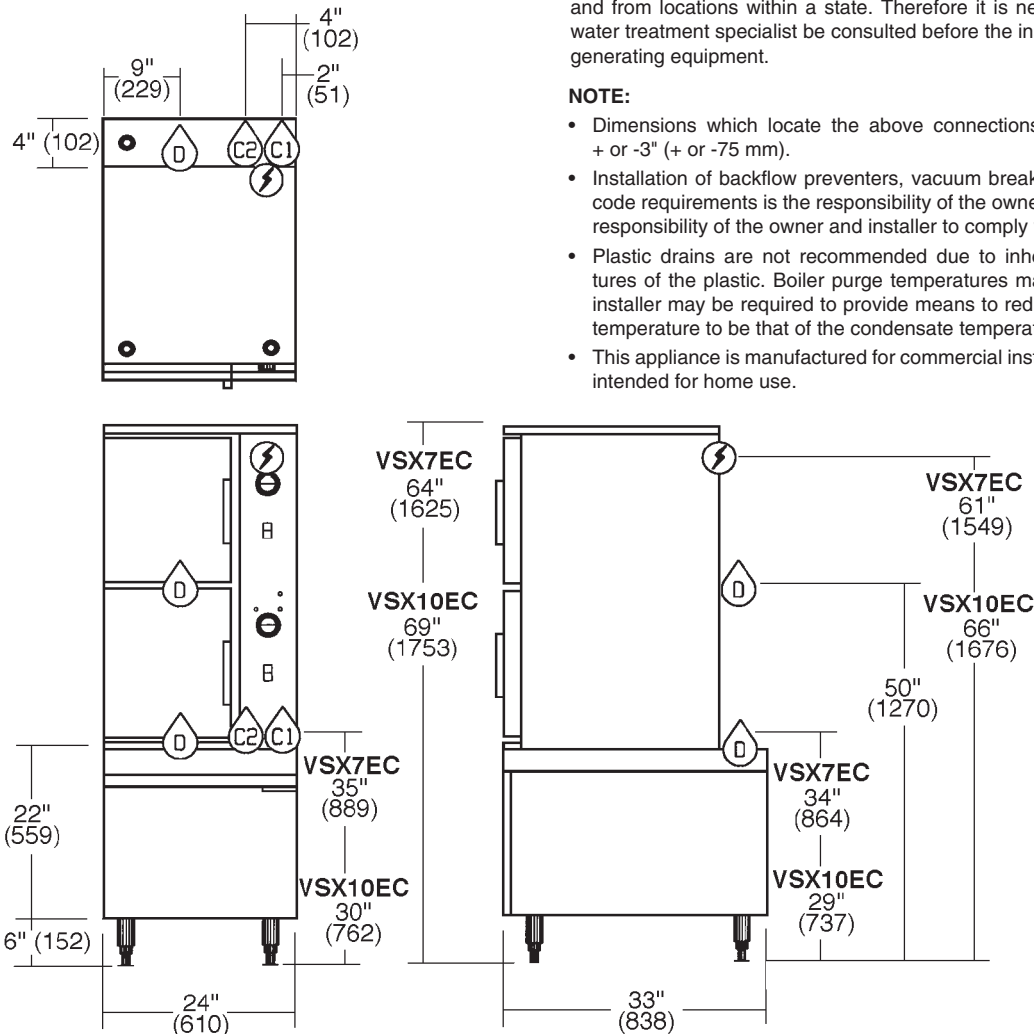 and from locations within a state. Therefore it is ne
water treatment specialist be consulted before the in
generating equipment.
NOTE:
• Dimensions which locate the above connections
+ or -3" (+ or -75 mm).
• Installation of backflow preventers, vacuum break
code requirements is the responsibility of the owne
responsibility of the owner and installer to comply
• Plastic drains are not recommended due to inhe
tures of the plastic. Boiler purge temperatures ma
installer may be required to provide means to red
temperature to be that of the condensate tempera
• This appliance is manufactured for commercial inst
intended for home use.
4"
(102)
9"
(229)
2"
(51)
4" (102)
D
C2
C1
VSX7EC
64"
(1625)
VSX10EC
69"
(1753)
D
D
C2
C1
VSX7EC
35"
(889)
VSX10EC
30"
(762)
22"
(559)
6" (152)
24"
(610)
VSX7EC
61"
(1549)
VSX10EC
66"
(1676)
D
50"
(1270)
D
VSX7EC
34"
(864)
VSX10EC
29"
(737)
33"
(838)